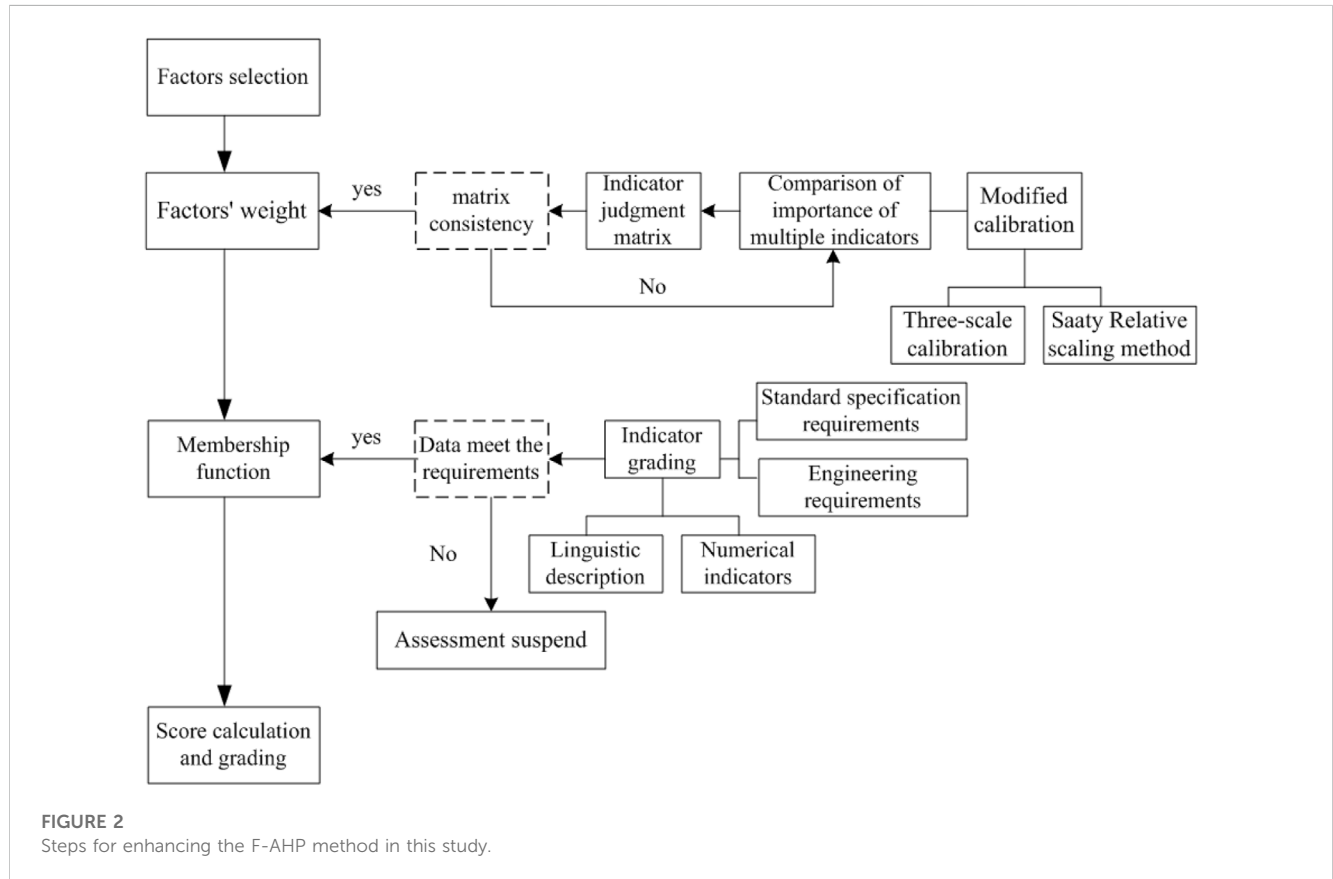 Factors selection
Factors' weight
yes
matrix
consistency
Indicator
judgment
matrix
Comparison of
importance of
multiple indicators
Modified
calibration
No
Three-scale
calibration
Saaty Relative
scaling method
Membership
function
yes
Data meet the
requirements
Indicator
grading
Standard specification
requirements
Engineering
requirements
No
Linguistic
description
Numerical
indicators
Assessment suspend
Score calculation
and grading
FIGURE 2
Steps for enhancing the F-AHP method in this study.